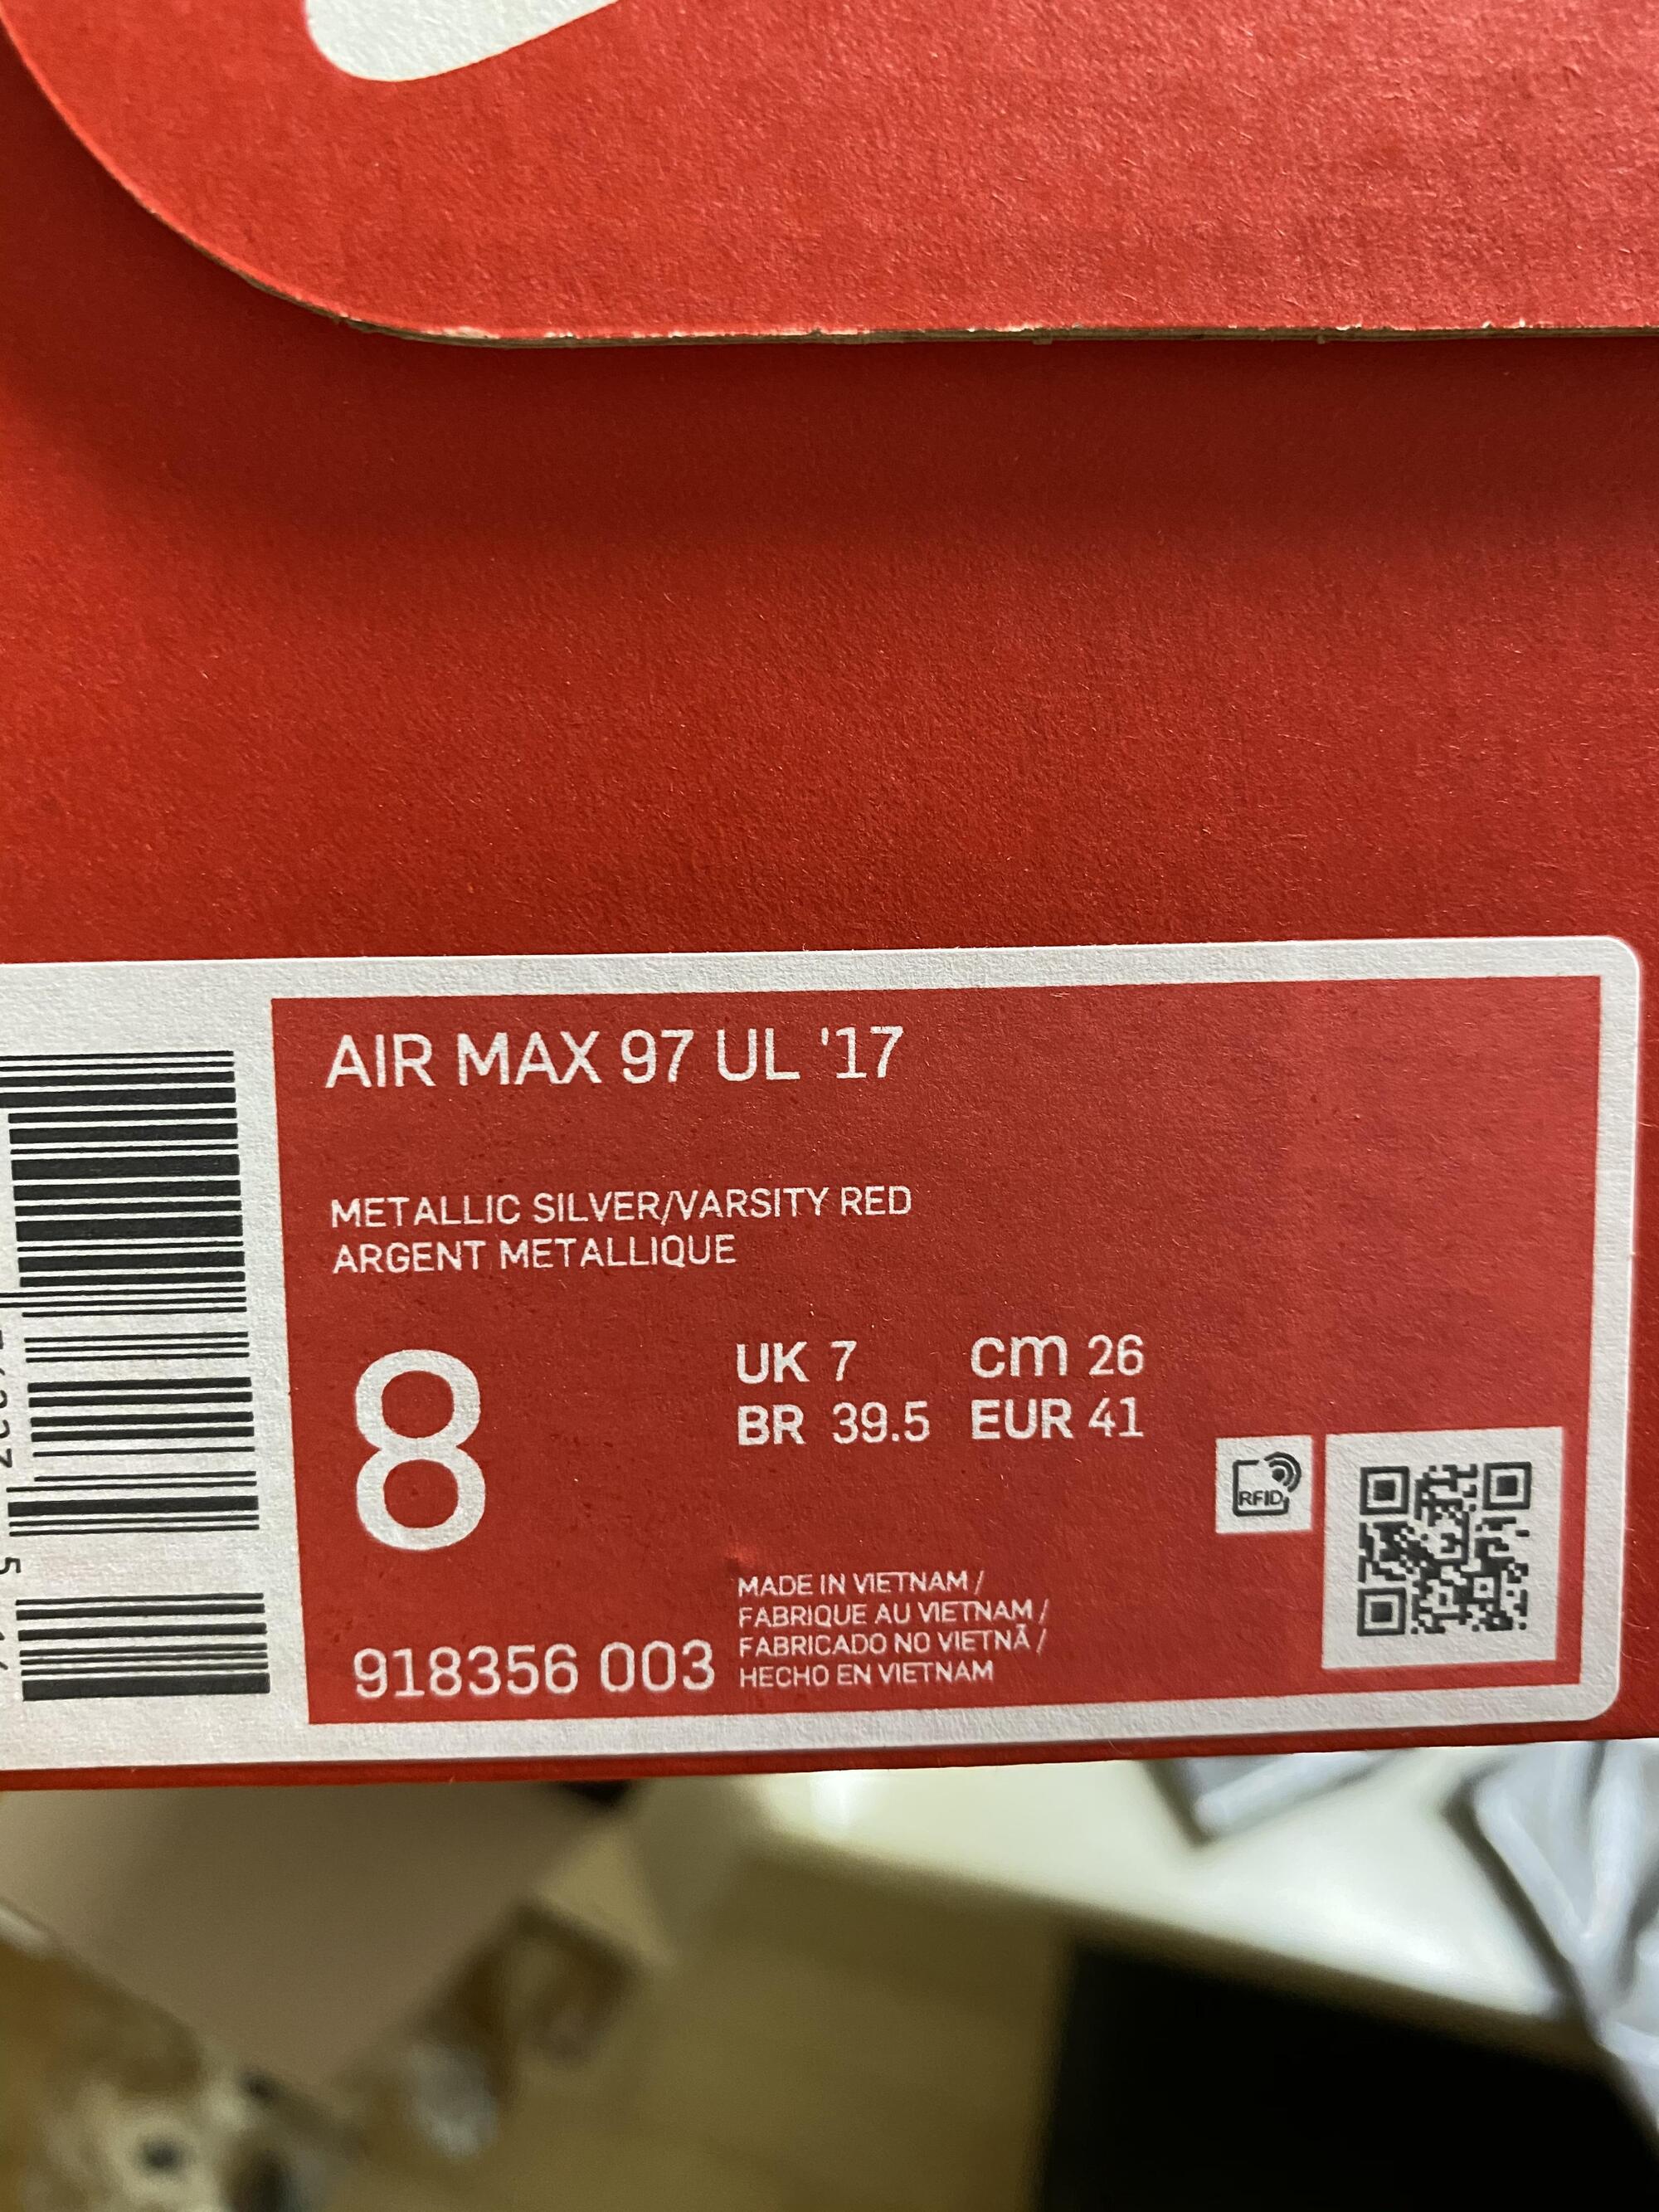 AIR MAX 97 UL '17
METALLIC SILVER/VARSITY RED
ARGENT METALLIQUE
8
UK 7 cm 26
BR 39.5 EUR 41
RFID
918356 003
MADE IN VIETNAM /
FABRIQUE AU VIETNAM /
FABRICADO NO VIETNÃ /
HECHO EN VIETNAM